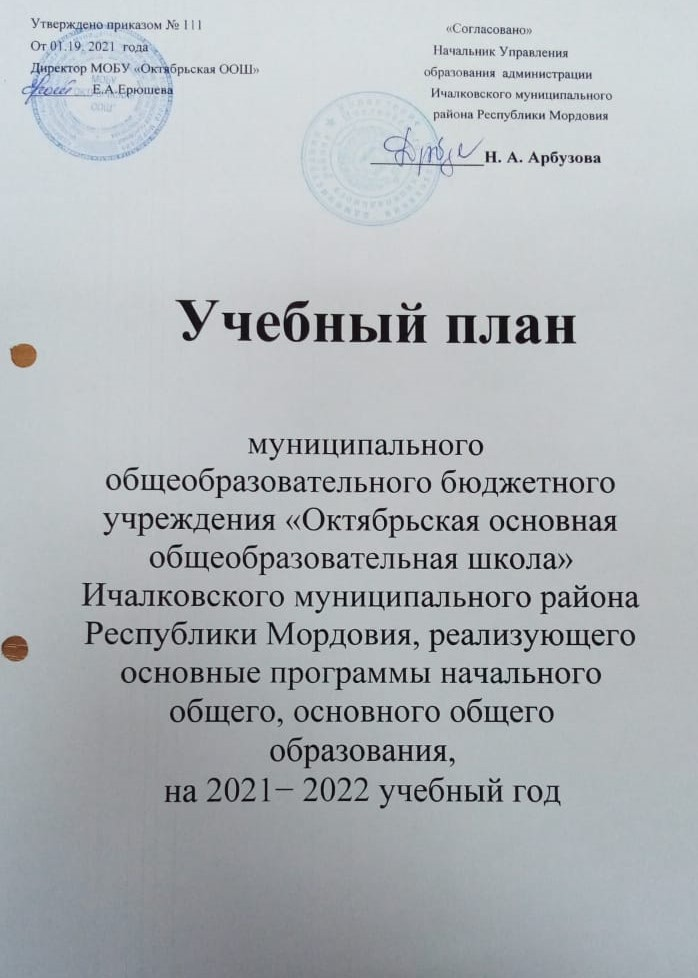 Утверждено приказом № 111
От 01.19. 2021 года
Директор МОБУ «Октябрьская ООШ»
Е.А.Ерюшева
«Согласовано»
Начальник Управления
образования администрации
Ичалковского муниципального
района Республики Мордовия
Н. А. Арбузова
Учебный план
муниципального
общеобразовательного бюджетного
учреждения «Октябрьская основная
общеобразовательная школа»
Ичалковского муниципального района
Республики Мордовия, реализующего
основные программы начального
общего, основного общего
образования,
на 2021− 2022 учебный год